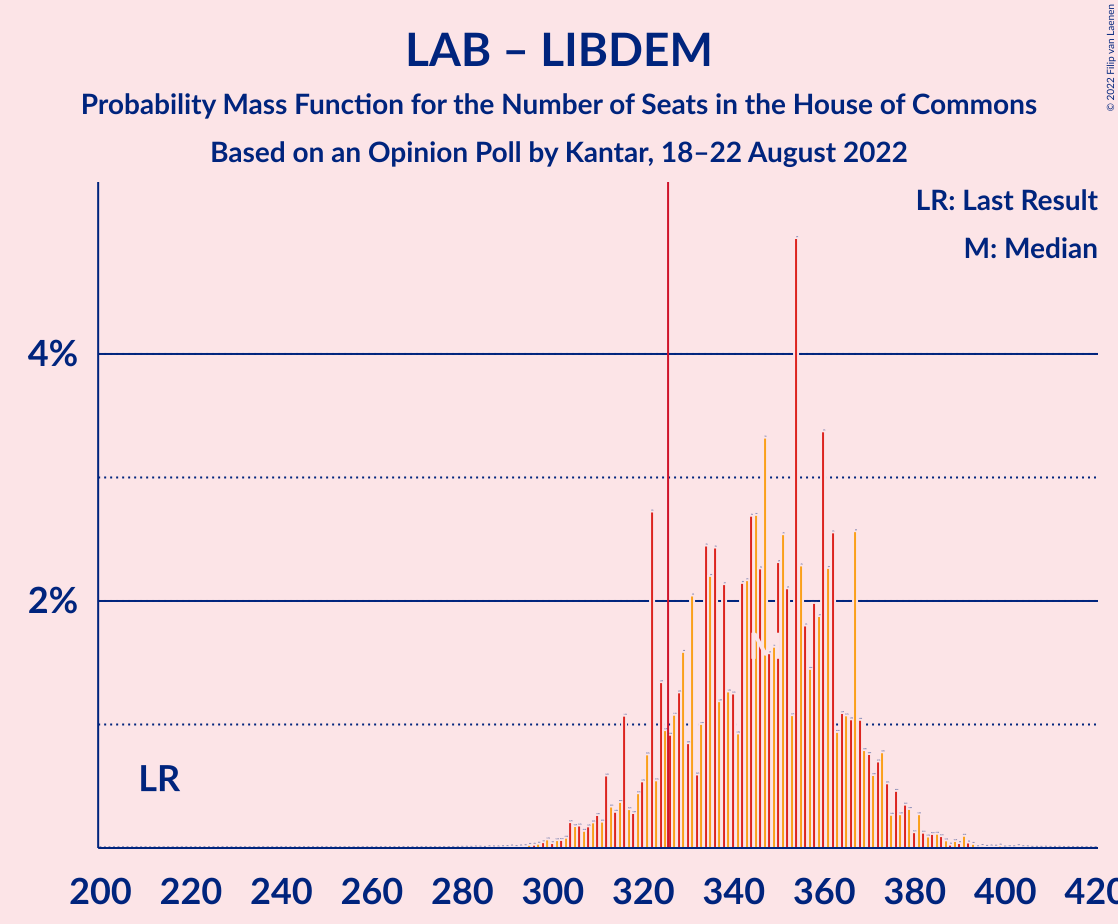 LAB – LIBDEM
Probability Mass Function for the Number of Seats in the House of Commons
Based on an Opinion Poll by Kantar, 18–22 August 2022
© 2022 Filip van Laenen
LR: Last Result
M: Median
4%
2%
LR
200 220 240 260 280 300 320 340 360 380 400 420